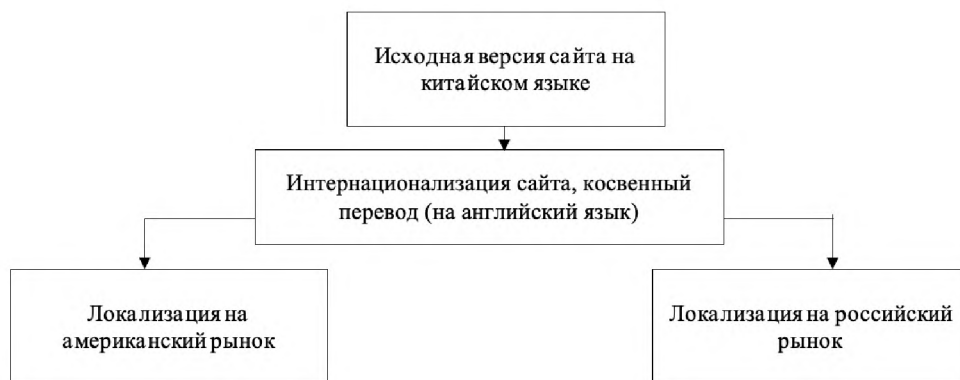 Исходная версия сайта на
китайском языке
Интернационализация сайта, косвенный
перевод (на английский язык)
Локализация на
американский рынок
Локализация на российский
рынок